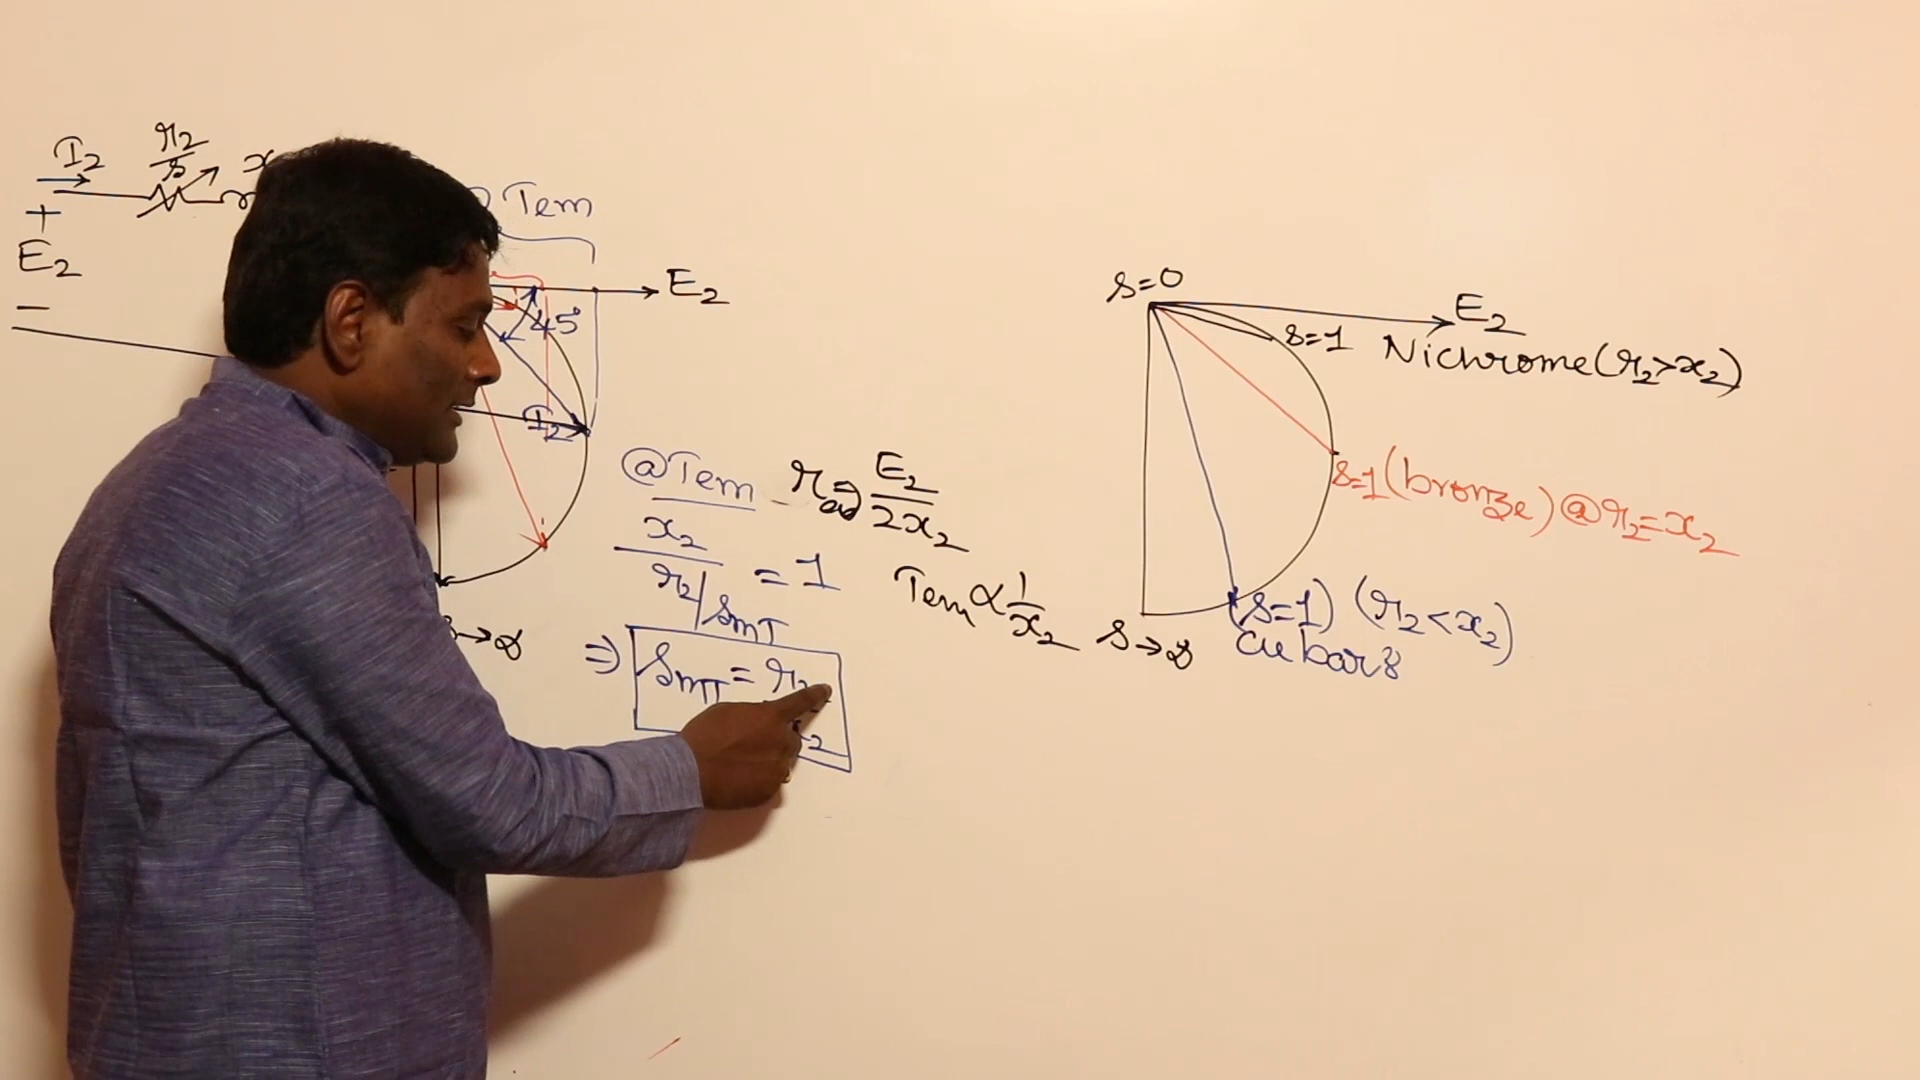 I₂
r₂/s
x
+
E₂
−
Tem
E₂
45°
I₂
s→∞
@Tem
r = E₂/2x₂
x₂/(r₂/smT) = 1
Tem ∝ 1/x₂
⇒ smT = r₂/x₂
s=0
E₂
s=1 Nichrome (r₂>x₂)
s=1 (bronze) @ r₂=x₂
(s=1) (r₂<x₂)
s→∞
cu bars